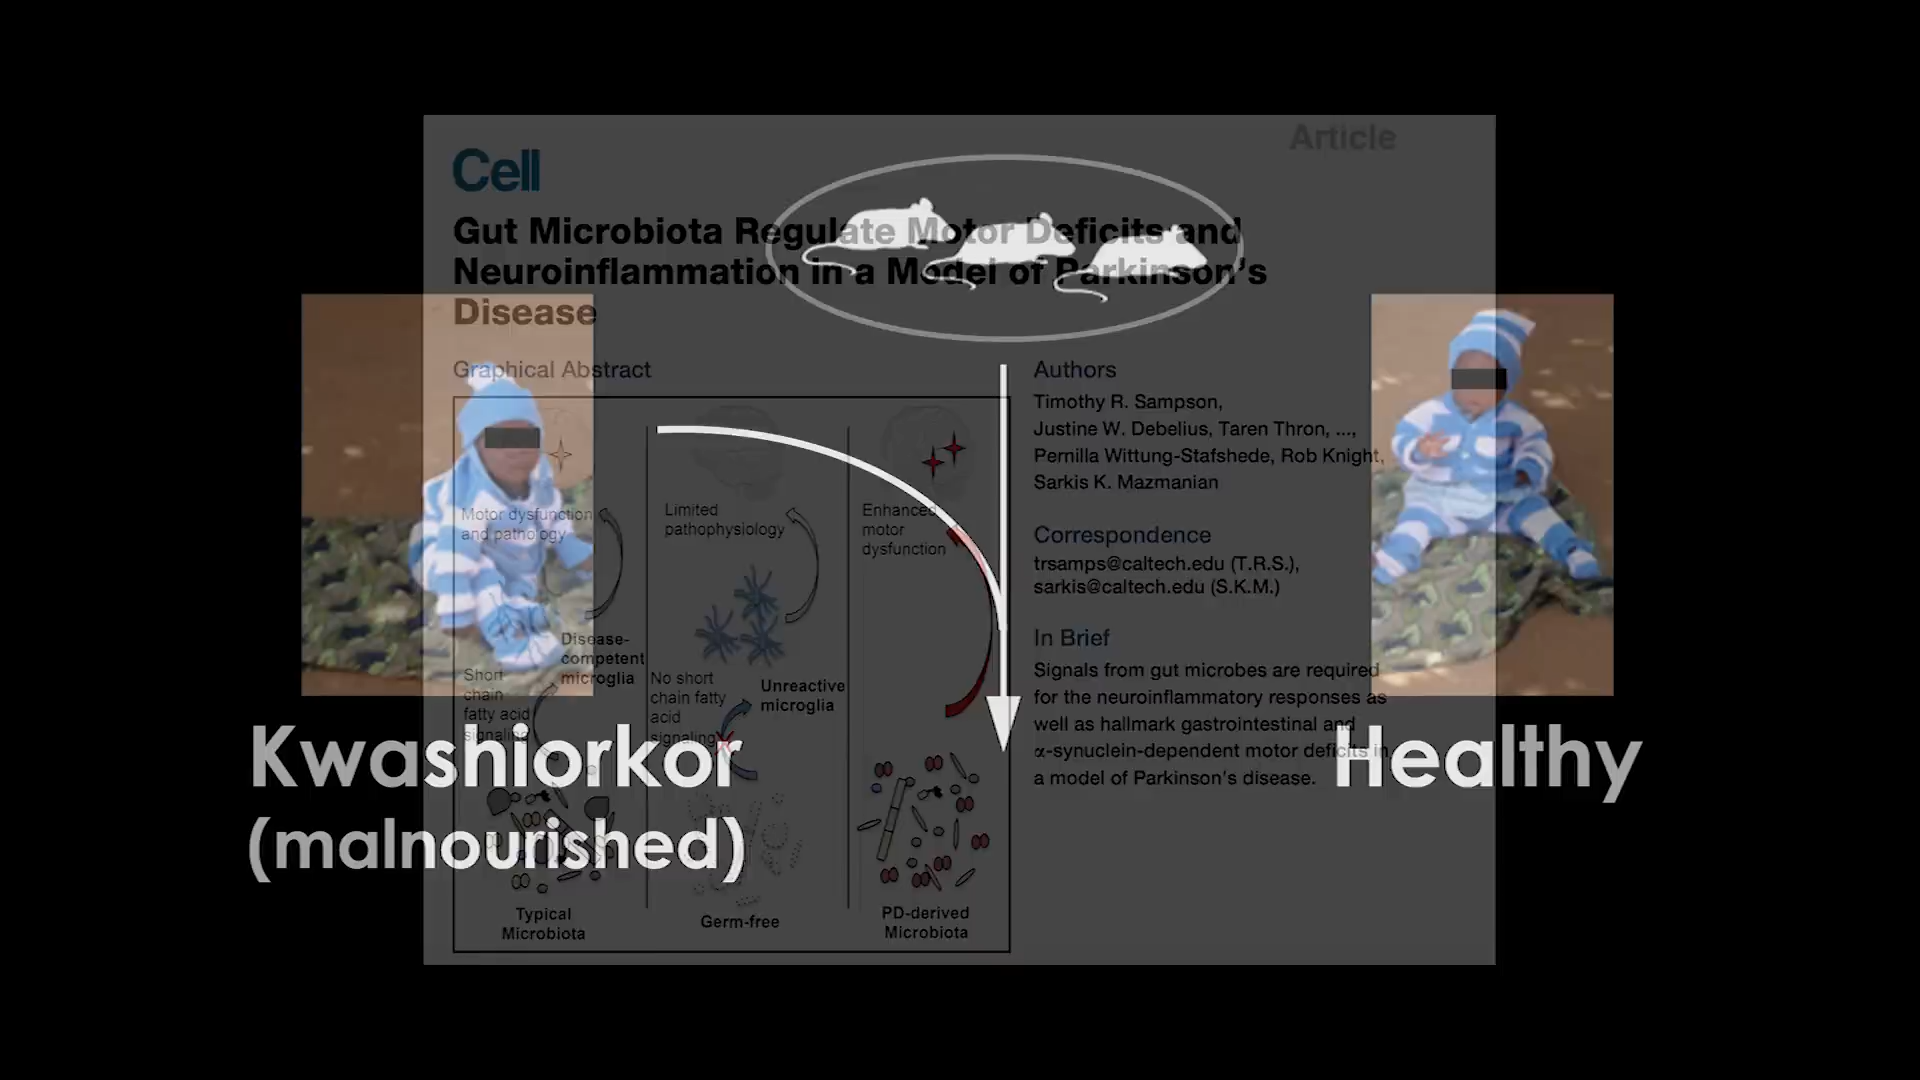 Article
Cell
Gut Microbiota Regulate Motor Deficits and
Neuroinflammation in a Model of Parkinson's
Disease
Graphical Abstract
Motor dysfunction
and pathology
Disease-
competent
microglia
Short
chain
fatty acid
signaling
Typical
Microbiota
Limited
pathophysiology
No short
chain fatty
acid
signaling
Unreactive
microglia
Germ-free
Enhanced
motor
dysfunction
PD-derived
Microbiota
Authors
Timothy R. Sampson,
Justine W. Debelius, Taren Thron, ...,
Pernilla Wittung-Stafshede, Rob Knight,
Sarkis K. Mazmanian
Correspondence
trsamps@caltech.edu (T.R.S.),
sarkis@caltech.edu (S.K.M.)
In Brief
Signals from gut microbes are required
for the neuroinflammatory responses as
well as hallmark gastrointestinal and
α-synuclein-dependent motor deficits in
a model of Parkinson's disease.
Kwashiorkor
(malnourished)
Healthy